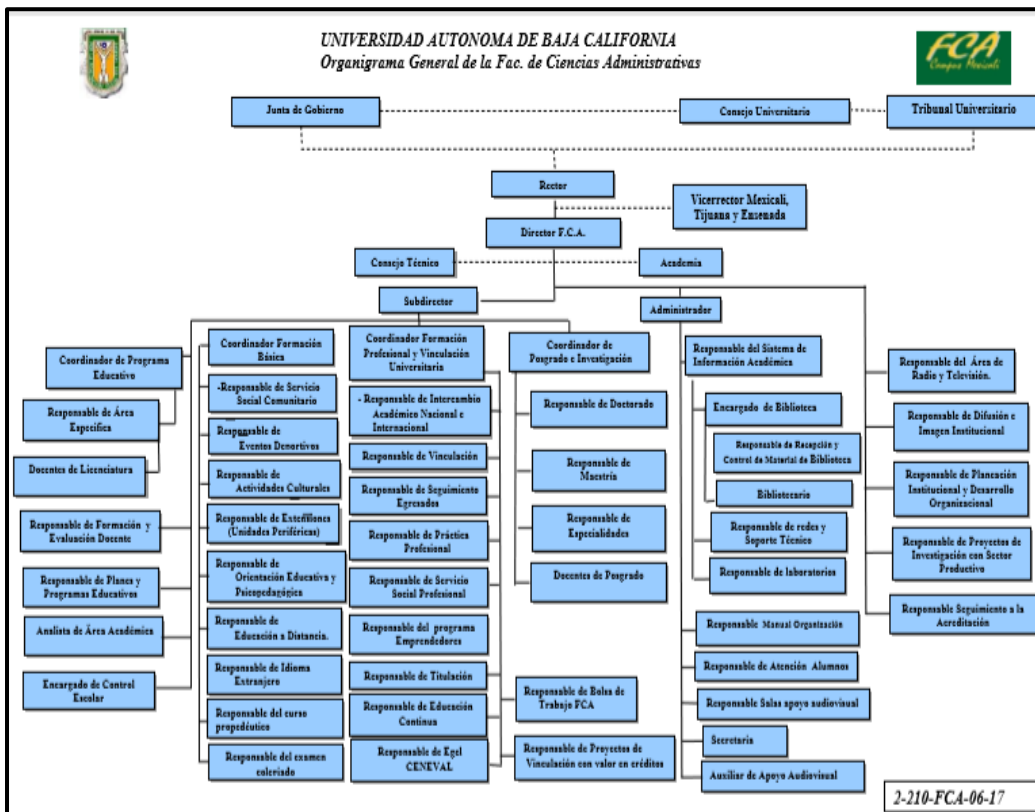 UNIVERSIDAD AUTONOMA DE BAJA CALIFORNIA
Organigrama General de la Fac. de Ciencias Administrativas
FCA
Campus Mexicali
Junta de Gobierno
Consejo Universitario
Tribunal Universitario
Rector
Vicerrector Mexicali,
Tijuana y Ensenada
Director F.C.A.
Consejo Técnico
Academia
Subdirector
Administrador
Coordinador de Programa
Educativo
Responsable de Área
Especifica
Docentes de Licenciatura
Responsable de Formación y
Evaluación Docente
Responsable de Planes y
Programas Educativos
Analista de Área Académica
Encargado de Control
Escolar
Coordinador Formación
Básica
-Responsable de Servicio
Social Comunitario
Responsable de
Eventos Deportivos
Responsable de
Actividades Culturales
Responsable de Extensiones
(Unidades Periféricas)
Responsable de
Orientación Educativa y
Psicopedagógica
Responsable de
Educación a Distancia.
Responsable de Idioma
Extranjero
Responsable del curso
propedéutico
Responsable del examen
colegiado
Coordinador Formación
Profesional y Vinculación
Universitaria
- Responsable de Intercambio
Académico Nacional e
Internacional
Responsable de Vinculación
Responsable de Seguimiento
Egresados
Responsable de Práctica
Profesional
Responsable de Servicio
Social Profesional
Responsable del programa
Emprendedores
Responsable de Titulación
Responsable de Educación
Continua
Responsable de Egel
CENEVAL
Coordinador de
Posgrado e Investigación
Responsable de Doctorado
Responsable de
Maestría
Responsable de
Especialidades
Docentes de Posgrado
Responsable de Bolsa de
Trabajo FCA
Responsable de Proyectos de
Vinculación con valor en créditos
Responsable del Sistema de
Información Académica
Encargado de Biblioteca
Responsable de Recepción y
Control de Material de Biblioteca
Bibliotecario
Responsable de redes y
Soporte Técnico
Responsable de laboratorios
Responsable Manual Organización
Responsable de Atención Alumnos
Responsable Salas apoyo audiovisual
Secretaria
Auxiliar de Apoyo Audiovisual
Responsable del Área de
Radio y Televisión.
Responsable de Difusión e
Imagen Institucional
Responsable de Planeación
Institucional y Desarrollo
Organizacional
Responsable de Proyectos de
Investigación con Sector
Productivo
Responsable Seguimiento a la
Acreditación
2-210-FCA-06-17